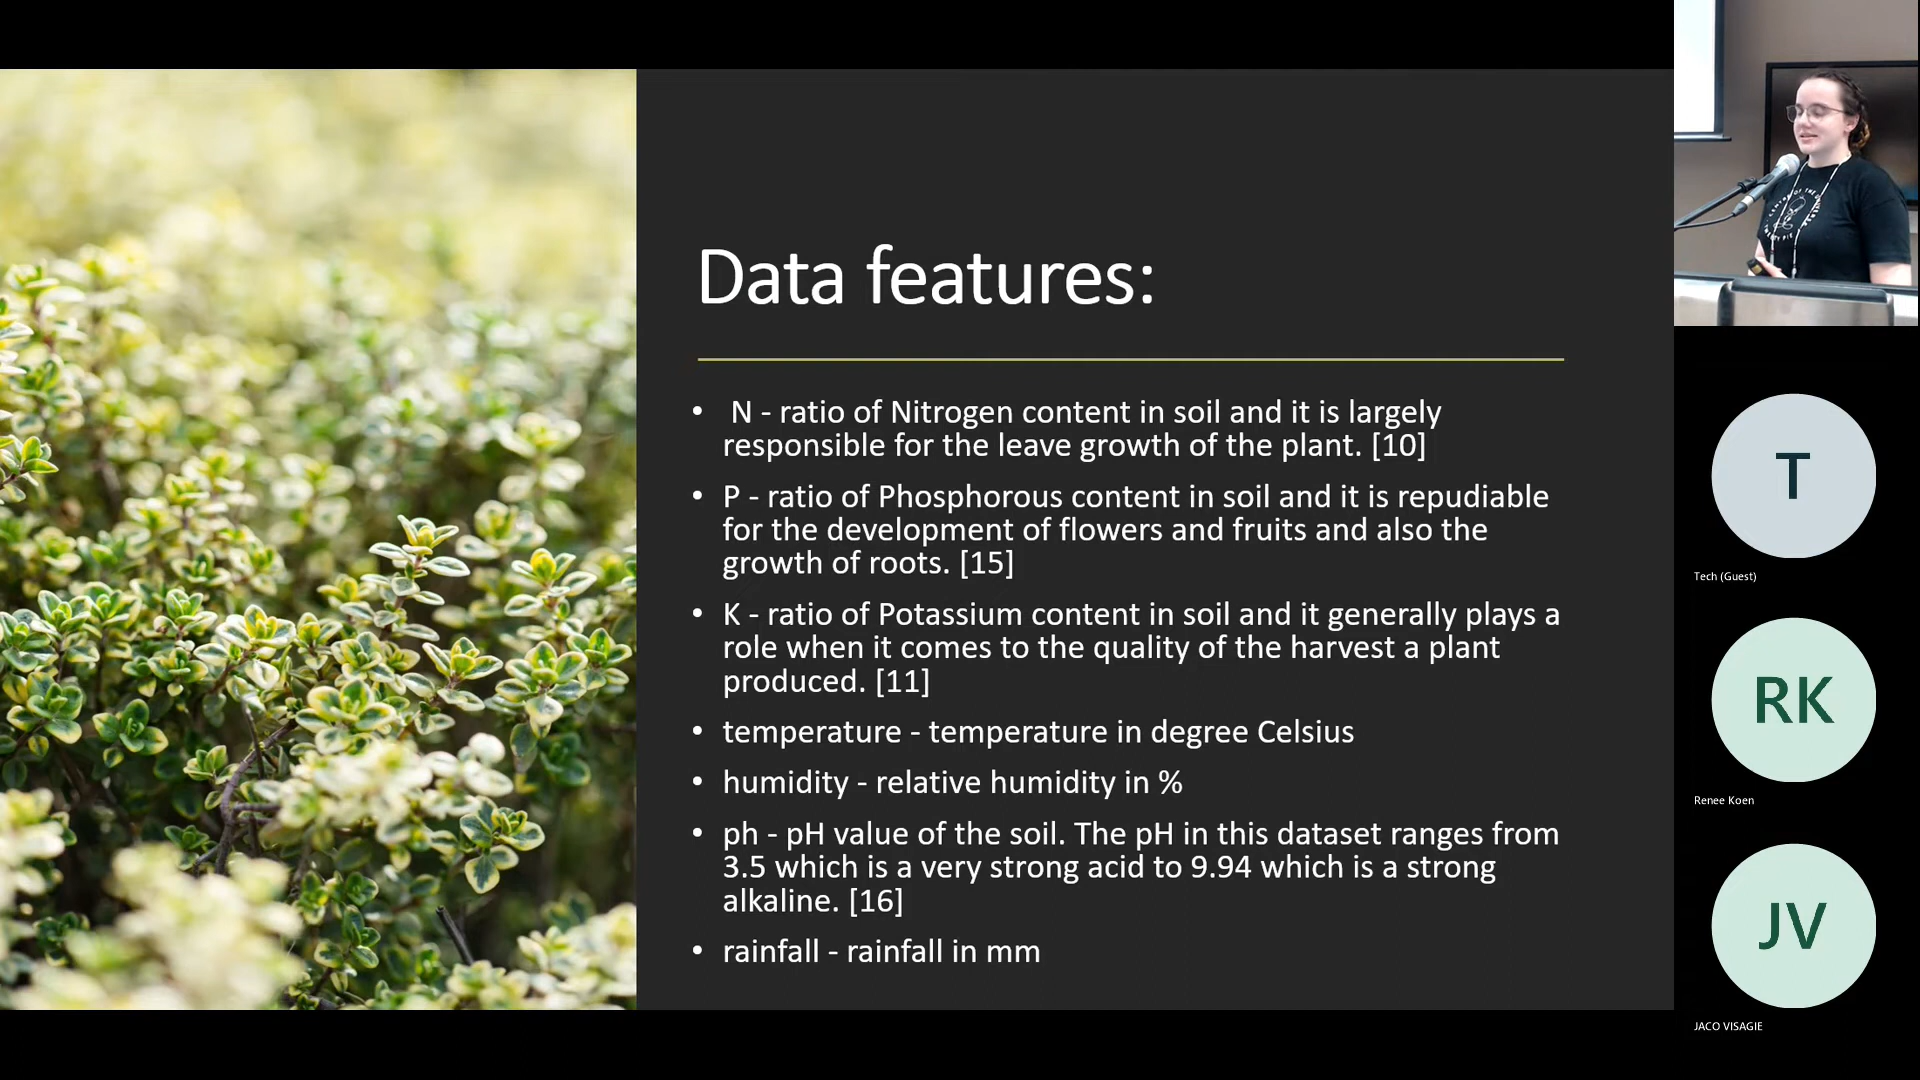 Data features:
• N - ratio of Nitrogen content in soil and it is largely
responsible for the leave growth of the plant. [10]
• P - ratio of Phosphorous content in soil and it is repudiable
for the development of flowers and fruits and also the
growth of roots. [15]
• K - ratio of Potassium content in soil and it generally plays a
role when it comes to the quality of the harvest a plant
produced. [11]
• temperature - temperature in degree Celsius
• humidity - relative humidity in %
• ph - pH value of the soil. The pH in this dataset ranges from
3.5 which is a very strong acid to 9.94 which is a strong
alkaline. [16]
• rainfall - rainfall in mm
T
Tech (Guest)
RK
Renee Koen
JV
JACO VISAGIE